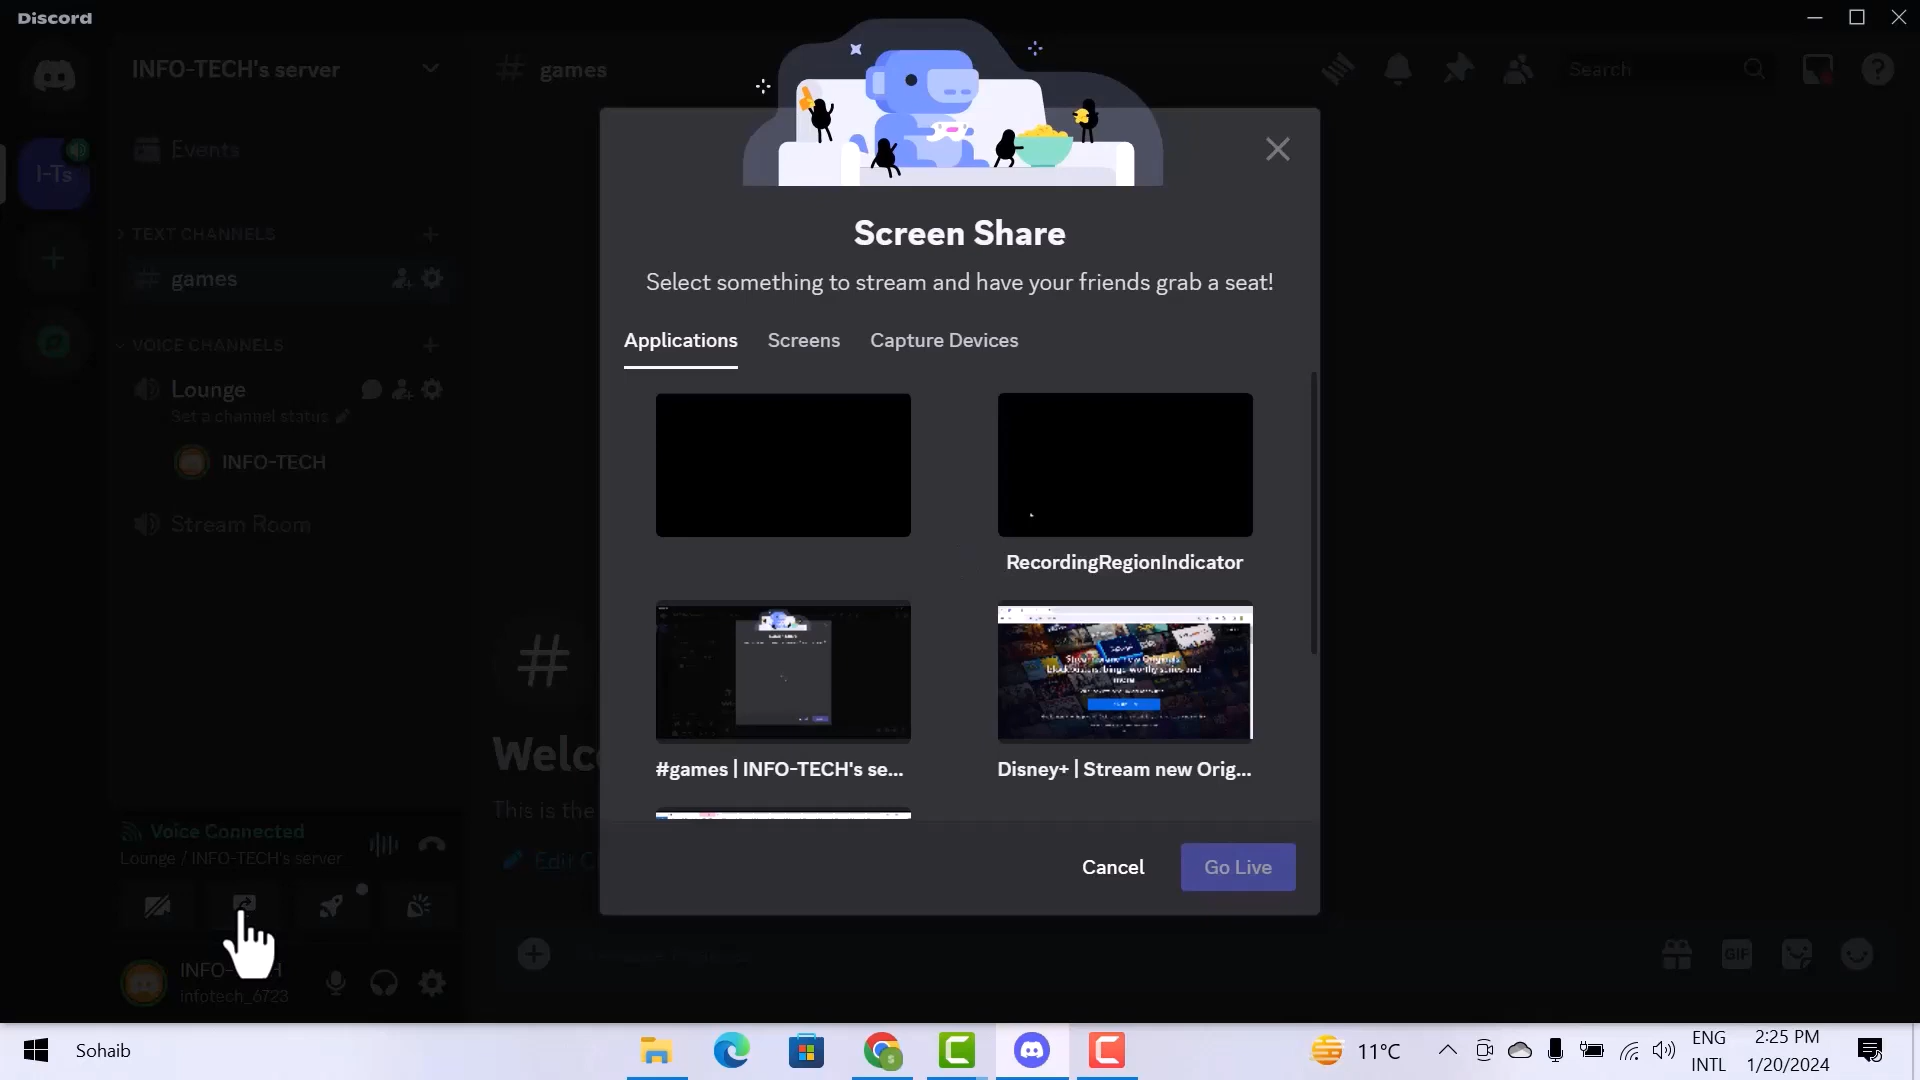 Discord
INFO-TECH's server
games
Search
Events
I-Ts
TEXT CHANNELS
games
VOICE CHANNELS
Lounge
Set a channel status
INFO-TECH
Stream Room
Screen Share
Select something to stream and have your friends grab a seat!
Applications
Screens
Capture Devices
RecordingRegionIndicator
#games | INFO-TECH's se...
Disney+ | Stream new Orig...
Cancel
Go Live
Welc
This is the
Edit C
Voice Connected
Lounge / INFO-TECH's server
infotech_6723
GIF
Sohaib
11°C
ENG
INTL
2:25 PM
1/20/2024